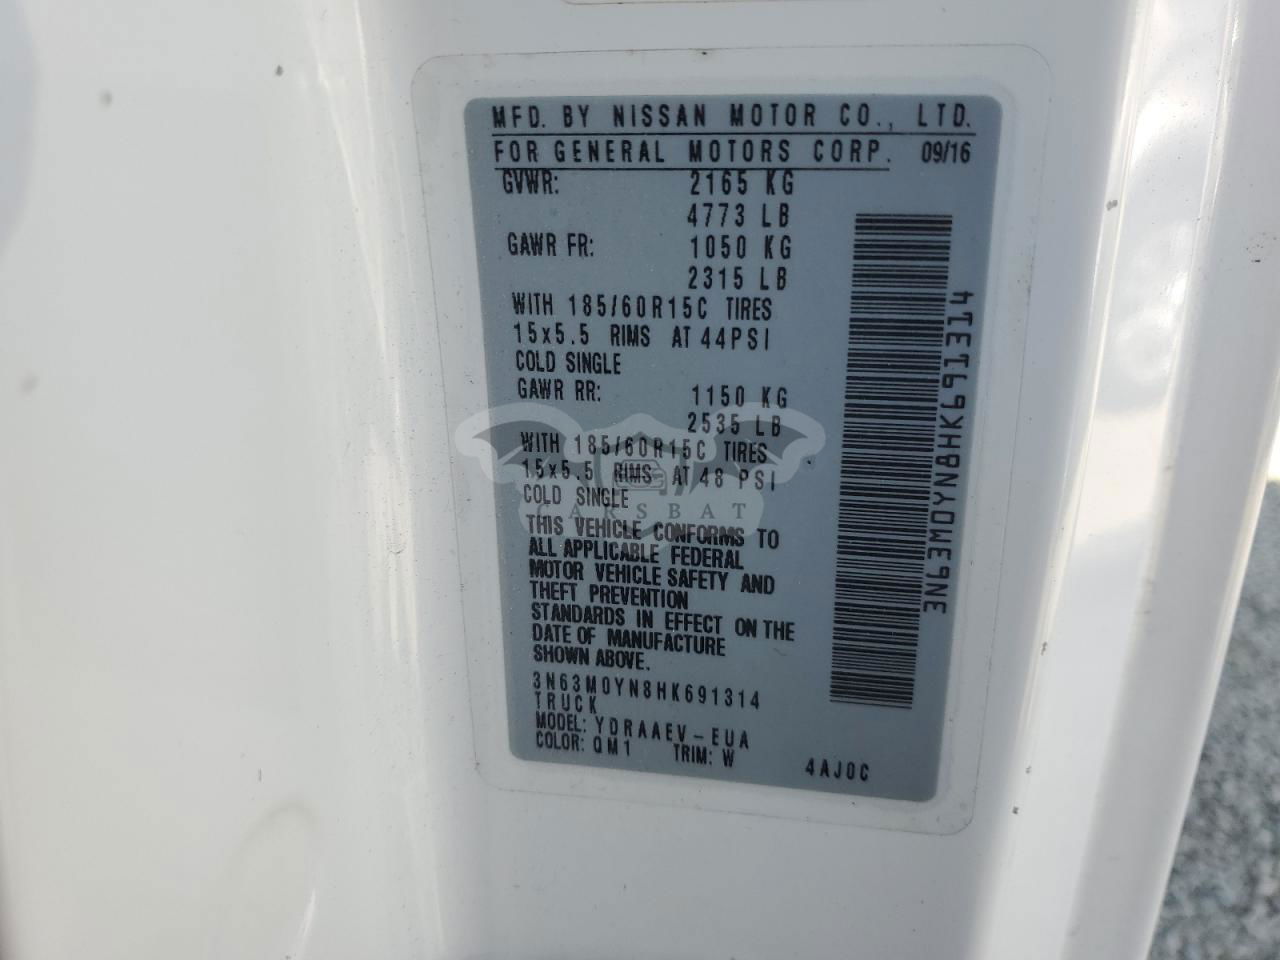 MFD. BY NISSAN MOTOR CO., LTD.
FOR GENERAL MOTORS CORP. 09/16
GVWR: 2165 KG
4773 LB
GAWR FR: 1050 KG
2315 LB
WITH 185/60R15C TIRES
15x5.5 RIMS AT 44PSI
COLD SINGLE
GAWR RR: 1150 KG
2535 LB
WITH 185/60R15C TIRES
15x5.5 RIMS AT 48 PSI
COLD SINGLE
CARSBAT
THIS VEHICLE CONFORMS TO
ALL APPLICABLE FEDERAL
MOTOR VEHICLE SAFETY AND
THEFT PREVENTION
STANDARDS IN EFFECT ON THE
DATE OF MANUFACTURE
SHOWN ABOVE.
3N63M0YN8HK691314
TRUCK
MODEL: YDRAAEV-EUA
COLOR: QM1 TRIM: W 4AJ0C
3N63M0YN8HK691314